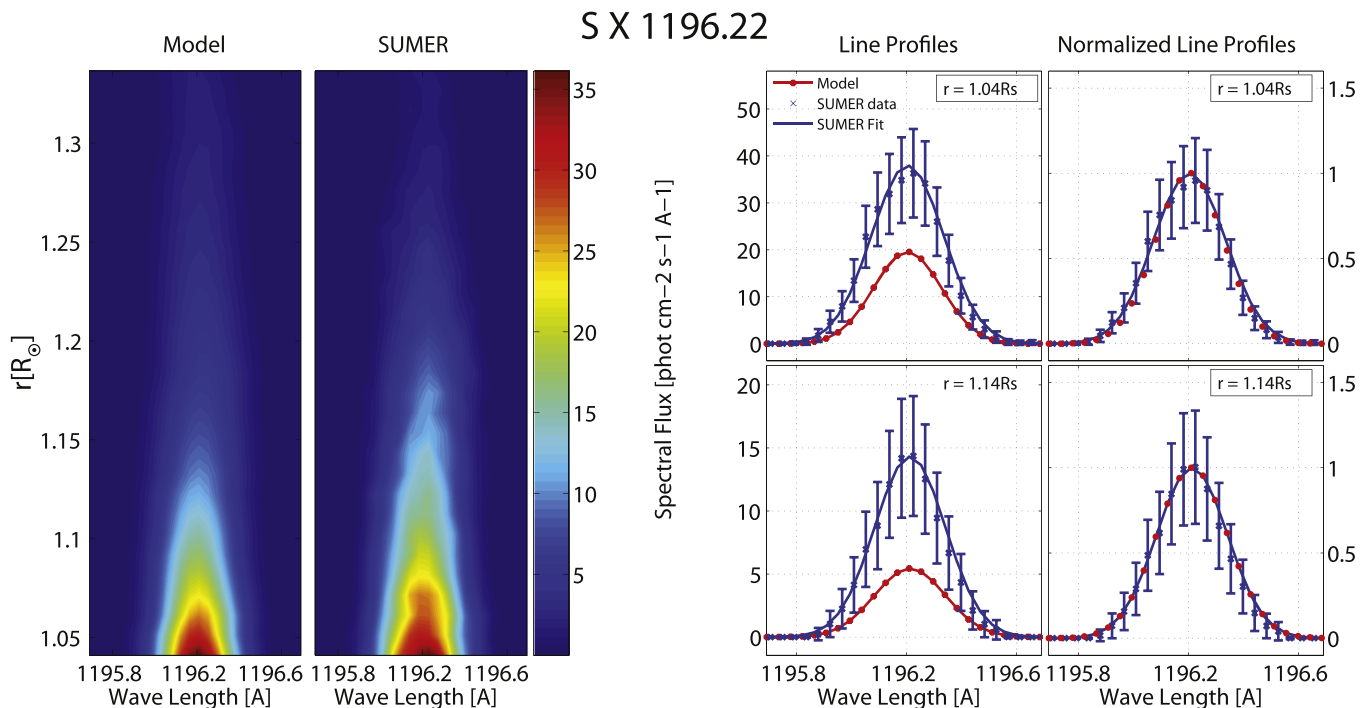 S X 1196.22
Model
SUMER
Line Profiles
Normalized Line Profiles
r[R⊙]
1.3
1.25
1.2
1.15
1.1
1.05
1195.8 1196.2 1196.6
Wave Length [A]
1195.8 1196.2 1196.6
Wave Length [A]
35
30
25
20
15
10
5
Spectral Flux [phot cm−2 s−1 A−1]
Model
SUMER data
SUMER Fit
r = 1.04Rs
50
40
30
20
10
0
r = 1.04Rs
1.5
1
0.5
0
r = 1.14Rs
20
15
10
5
0
1195.8 1196.2 1196.6
Wave Length [A]
r = 1.14Rs
1.5
1
0.5
0
1195.8 1196.2 1196.6
Wave Length [A]